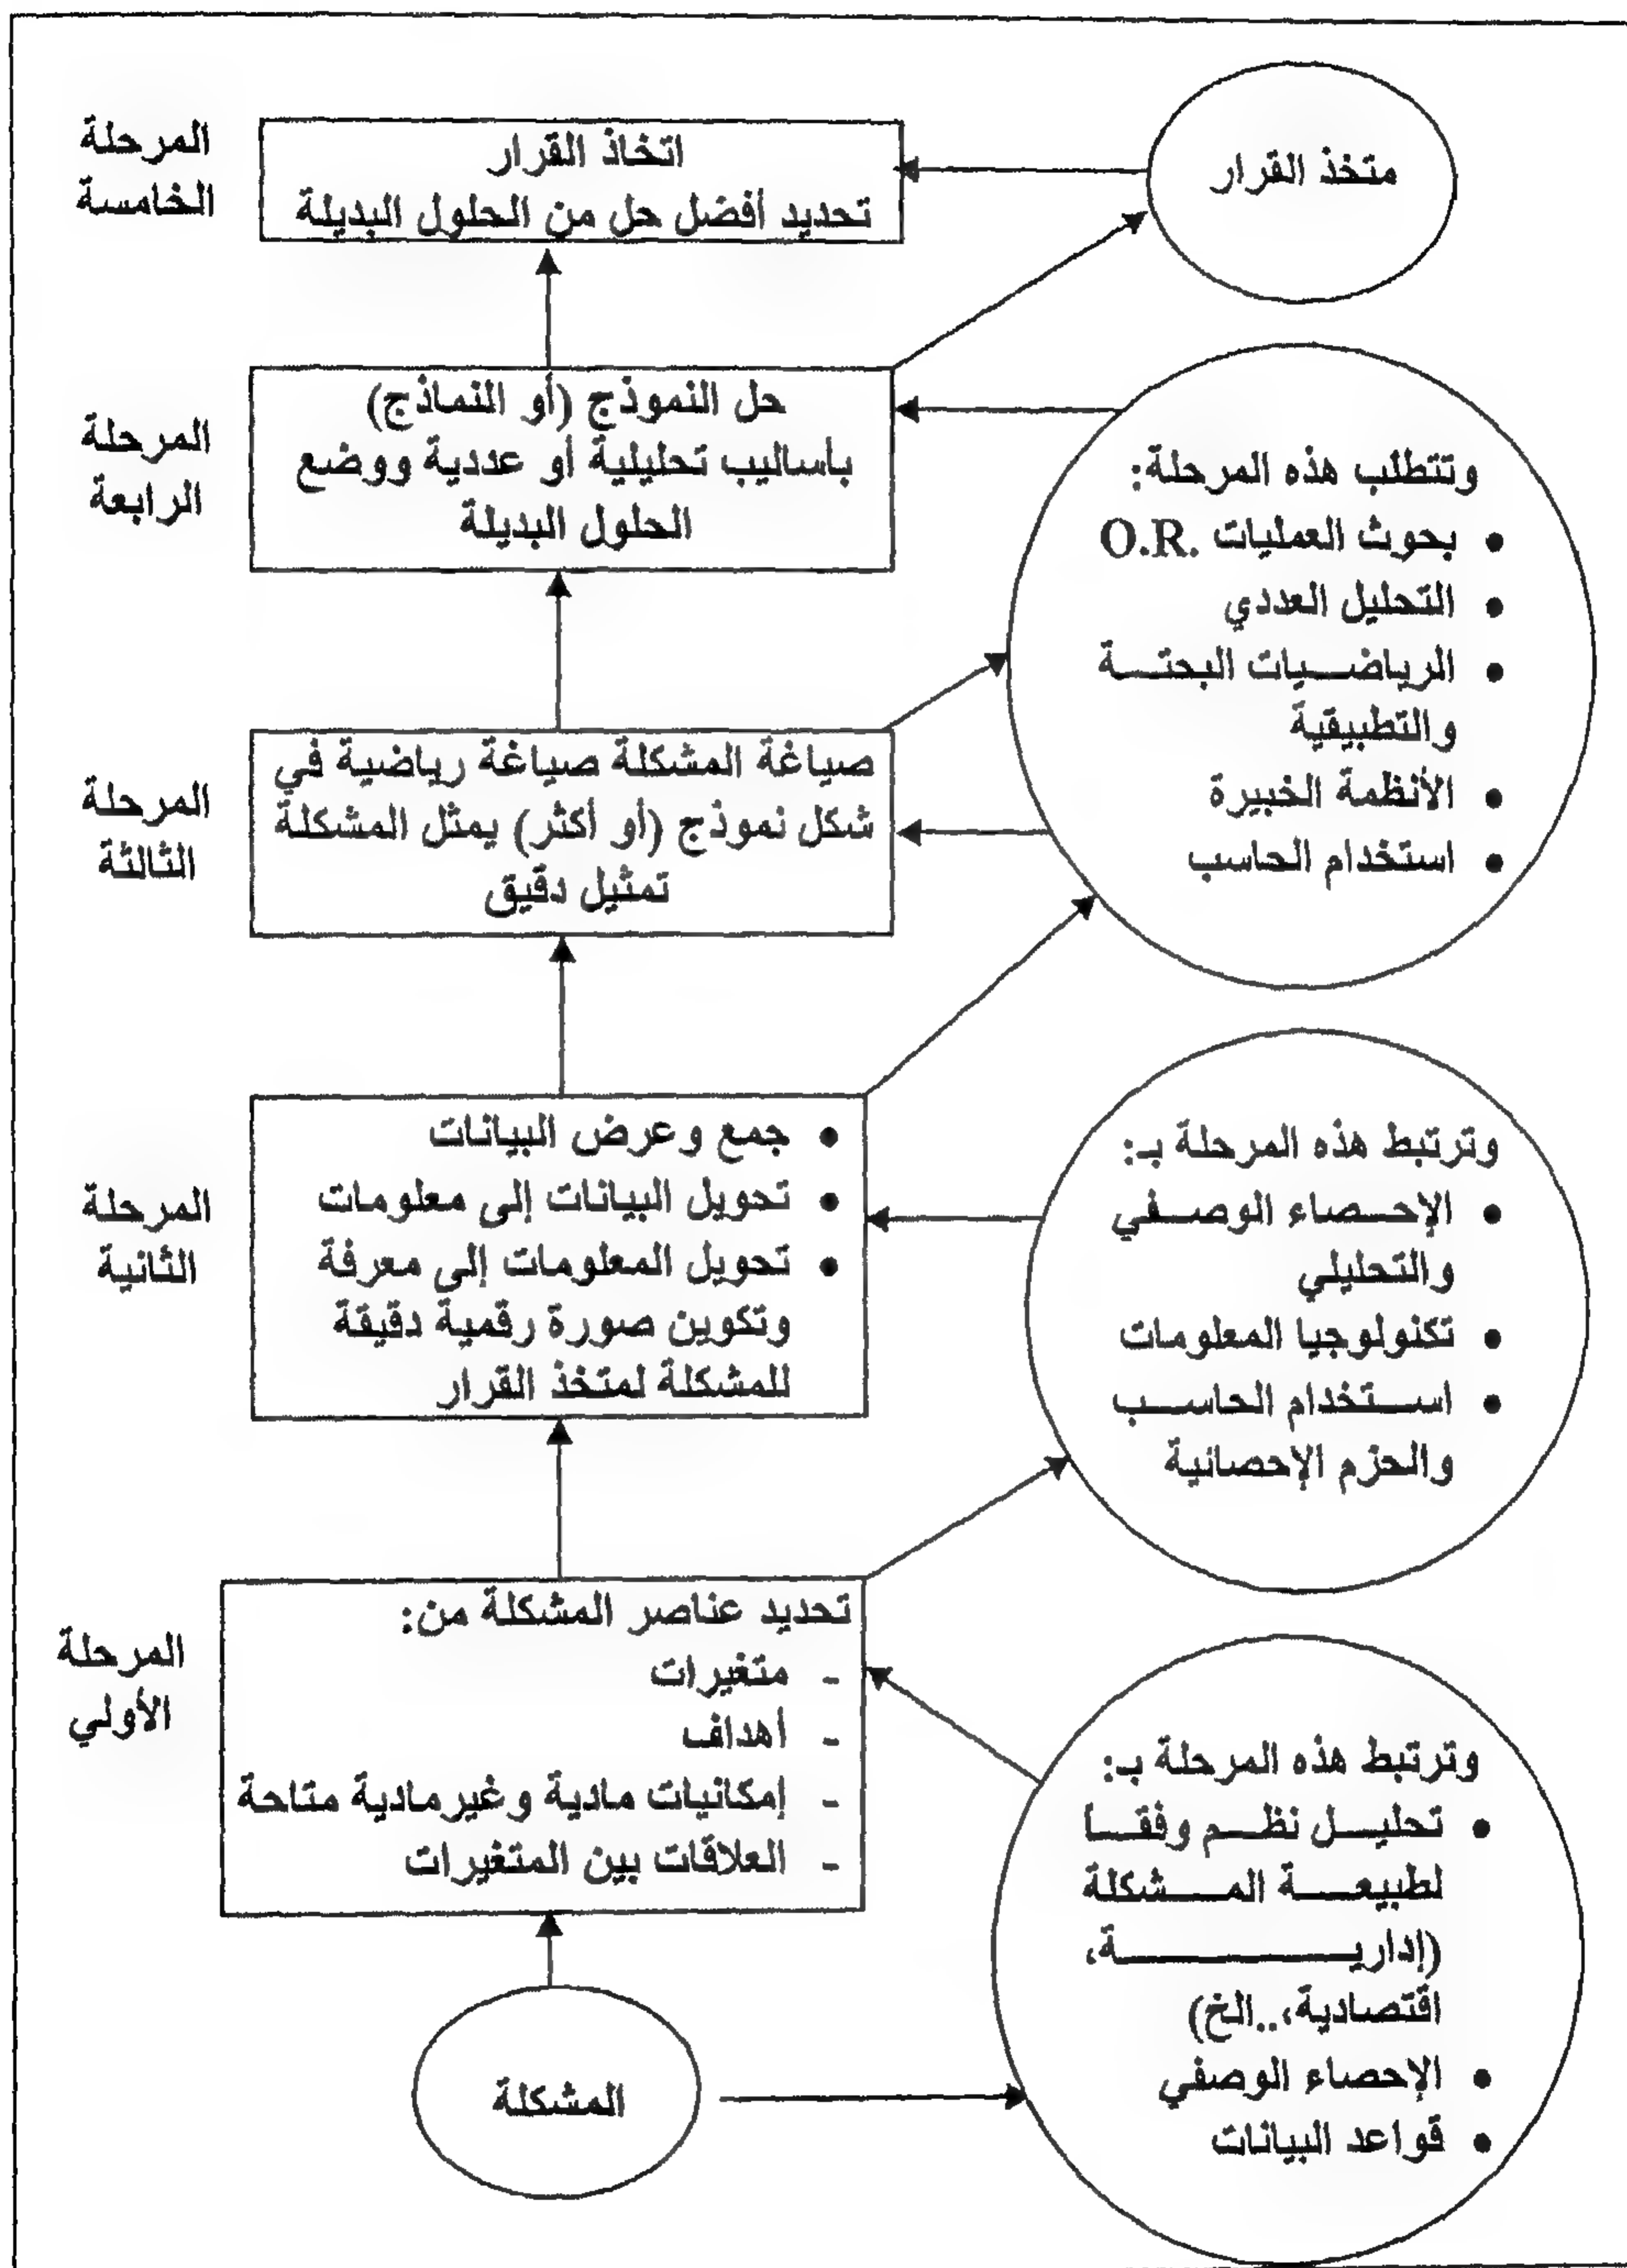 المرحلة
الخامسة
اتخاذ القرار
تحديد أفضل حل من الحلول البديلة
متخذ القرار
المرحلة
الرابعة
حل النموذج (أو النماذج)
بأساليب تحليلية أو عددية ووضع
الحلول البديلة
وتتطلب هذه المرحلة:
• بحوث العمليات O.R.
• التحليل العددي
• الرياضيات البحتة
والتطبيقية
• الأنظمة الخبيرة
• استخدام الحاسب
المرحلة
الثالثة
صياغة المشكلة صياغة رياضية في
شكل نموذج (أو أكثر) يمثل المشكلة
تمثيل دقيق
المرحلة
الثانية
• جمع وعرض البيانات
• تحويل البيانات إلى معلومات
• تحويل المعلومات إلى معرفة
وتكوين صورة رقمية دقيقة
للمشكلة لمتخذ القرار
وترتبط هذه المرحلة بـ:
• الإحصاء الوصفي
والتحليلي
• تكنولوجيا المعلومات
• استخدام الحاسب
والحزم الإحصائية
المرحلة
الأولي
تحديد عناصر المشكلة من:
- متغيرات
- أهداف
- إمكانيات مادية وغيرمادية متاحة
- العلاقات بين المتغيرات
وترتبط هذه المرحلة بـ:
• تحليل نظم وفقا
لطبيعة المشكلة
(إدارية،
اقتصادية،..الخ)
• الإحصاء الوصفي
• قواعد البيانات
المشكلة